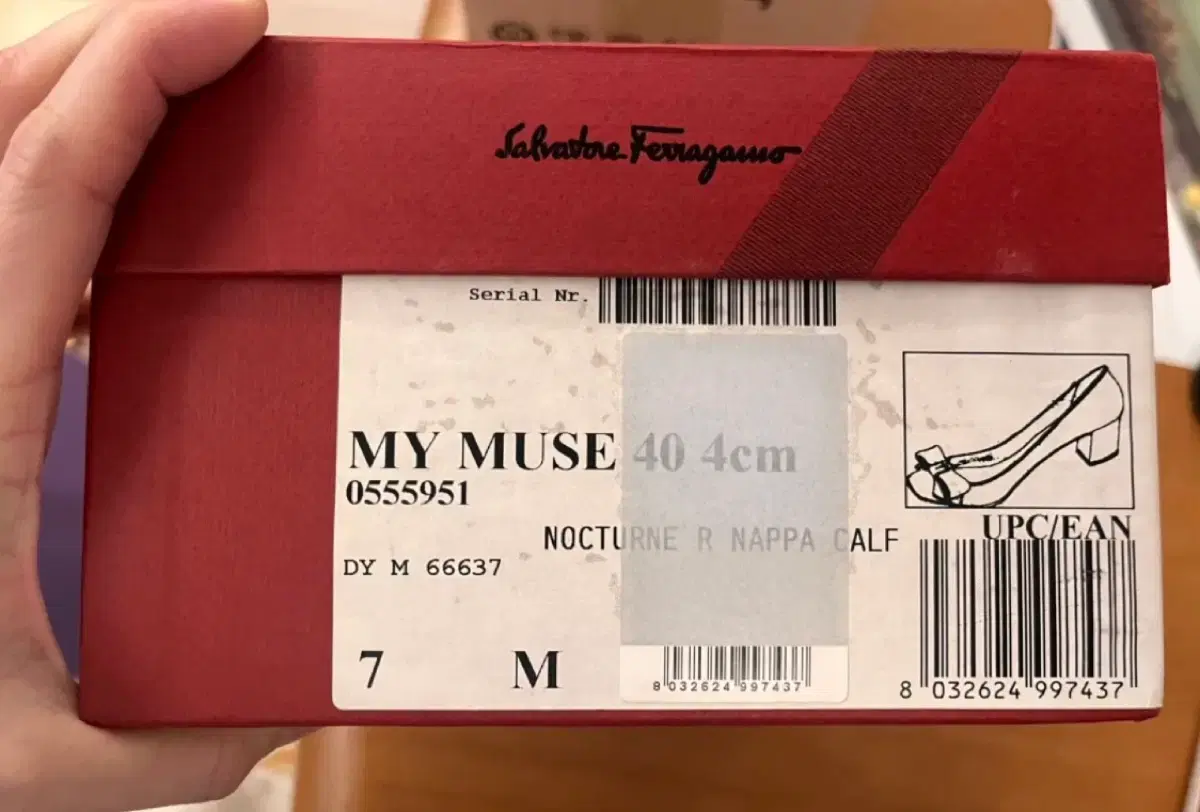 Salvatore Ferragamo
Serial Nr.
MY MUSE 40 4cm
0555951
NOCTURNE R NAPPA CALF
UPC/EAN
DY M 66637
7 M
8 032624 997437
8 032624 997437